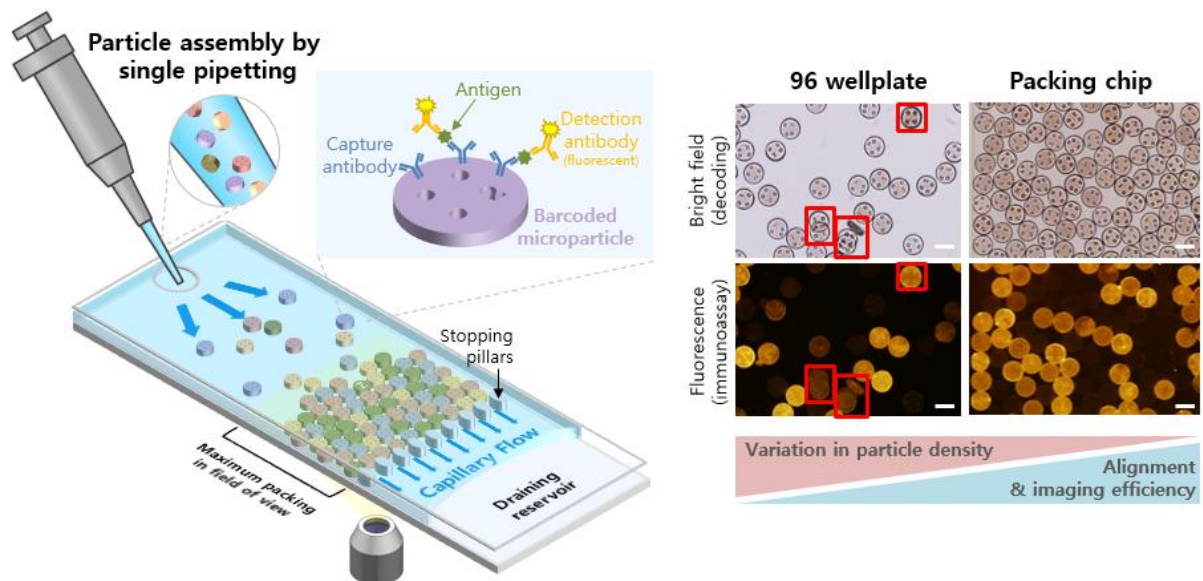 Particle assembly by
single pipetting
Antigen
Capture
antibody
Detection
antibody
(fluorescent)
Barcoded
microparticle
Stopping
pillars
Maximum packing
in field of view
Capillary Flow
Draining
reservoir
96 wellplate
Packing chip
Bright field
(decoding)
Fluorescence
(immunoassay)
Variation in particle density
Alignment
& imaging efficiency